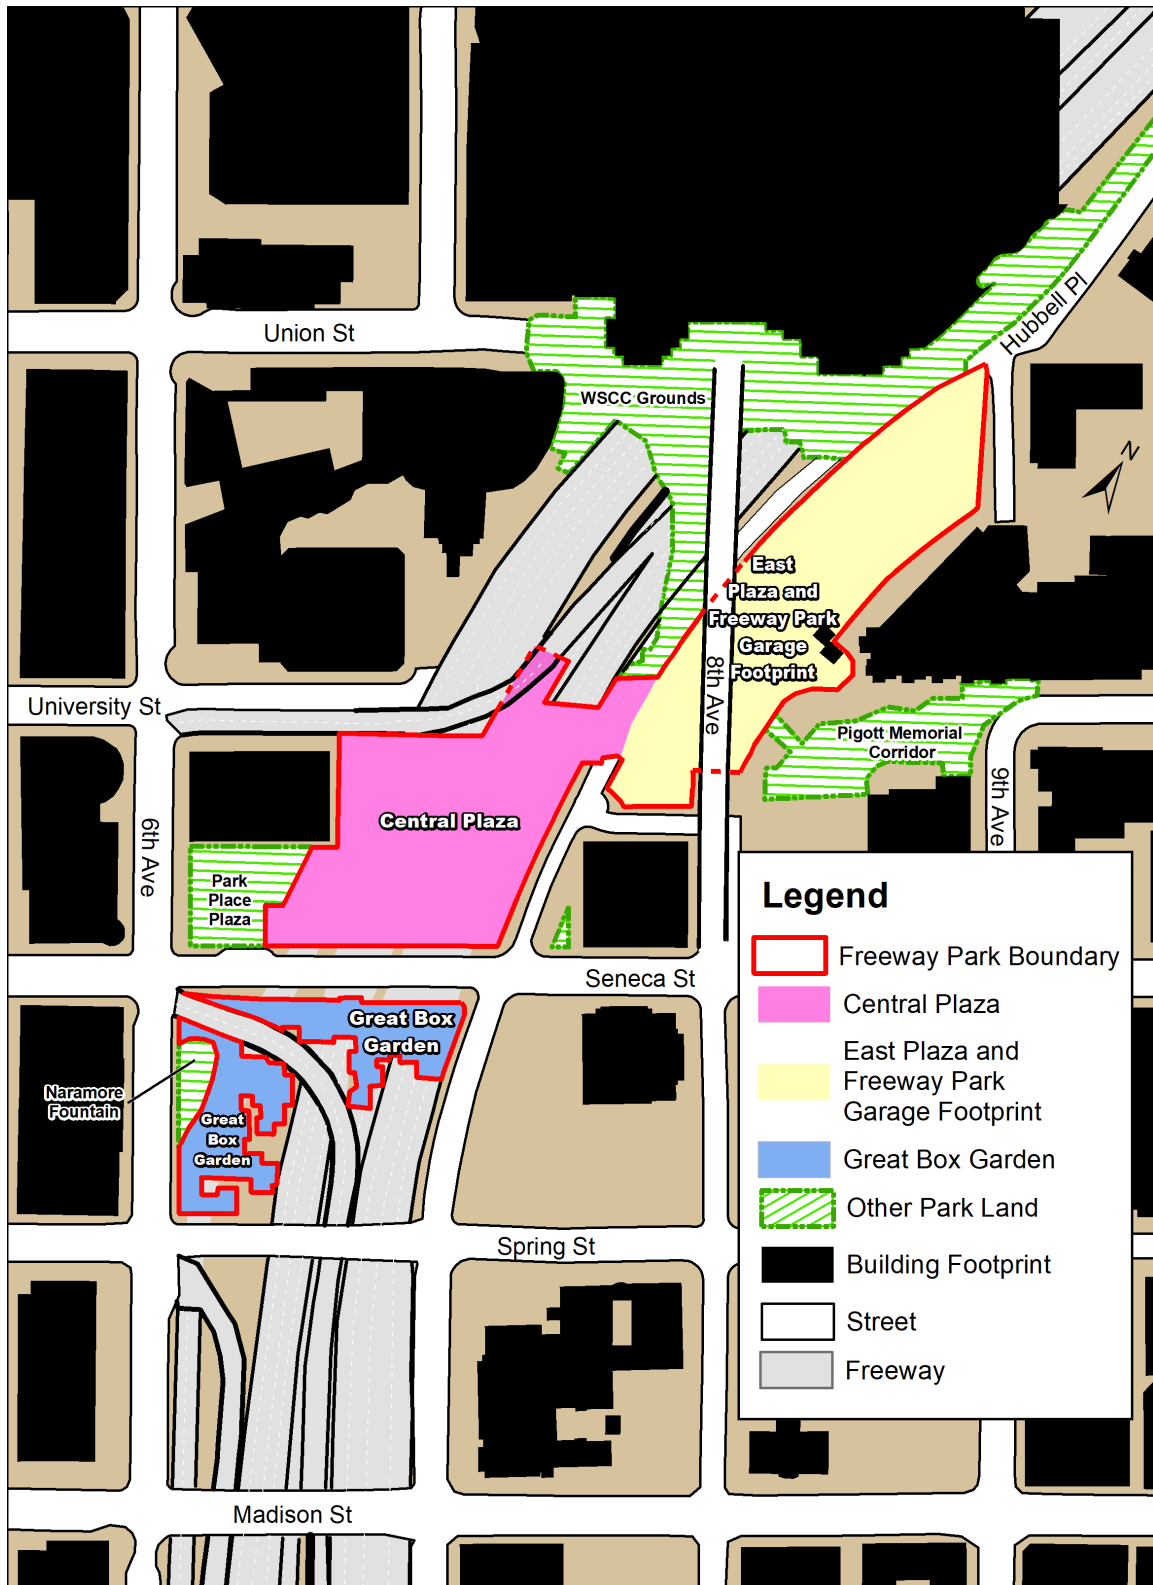 Union St
Hubbell Pl
WSCC Grounds
N
East
Plaza and
Freeway Park
Garage
Footprint
8th Ave
University St
Pigott Memorial
Corridor
9th Ave
Central Plaza
6th Ave
Park
Place
Plaza
Seneca St
Great Box
Garden
Naramore
Fountain
Great
Box
Garden
Spring St
Madison St
Legend
Freeway Park Boundary
Central Plaza
East Plaza and
Freeway Park
Garage Footprint
Great Box Garden
Other Park Land
Building Footprint
Street
Freeway